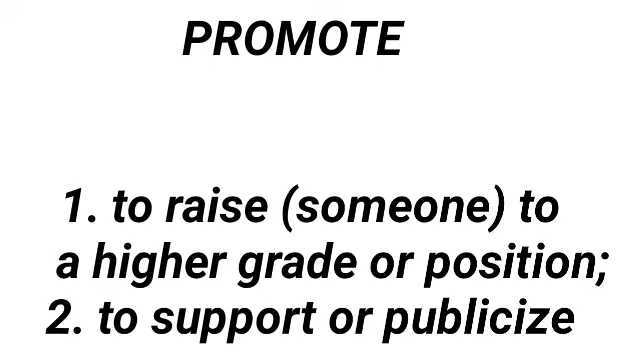 PROMOTE
1. to raise (someone) to
a higher grade or position;
2. to support or publicize